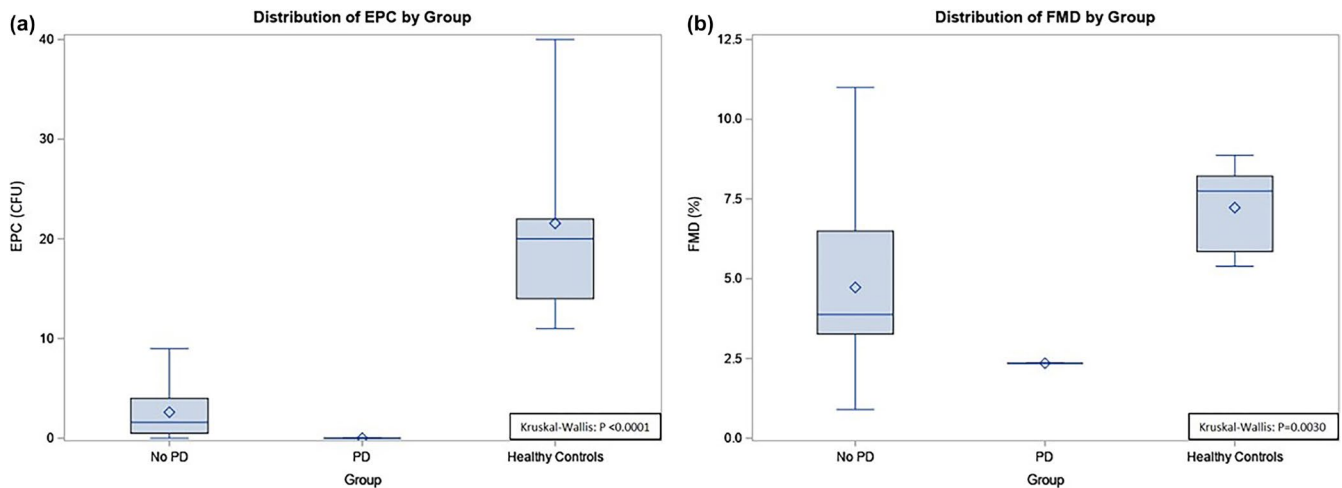 (a)
Distribution of EPC by Group
EPC (CFU)
40
30
20
10
0
No PD
PD
Healthy Controls
Group
Kruskal-Wallis: P <0.0001
(b)
Distribution of FMD by Group
FMD (%)
12.5
10.0
7.5
5.0
2.5
0.0
No PD
PD
Healthy Controls
Group
Kruskal-Wallis: P=0.0030